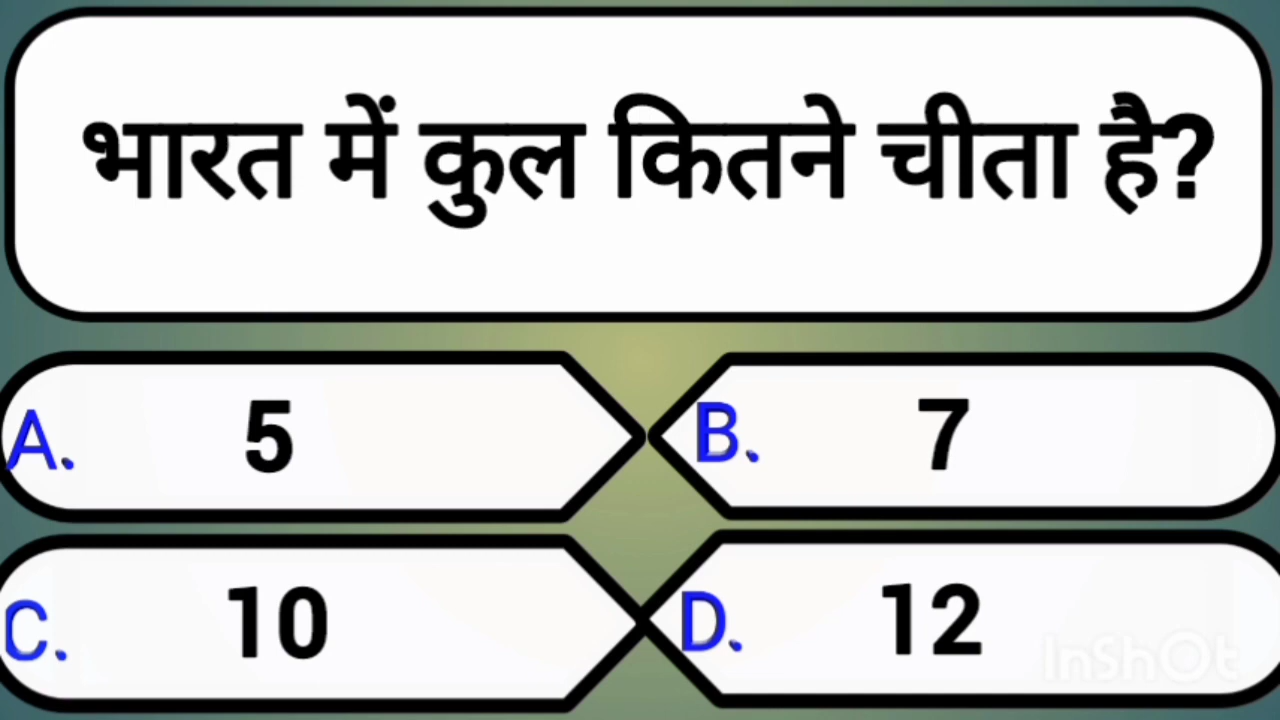 भारत में कुल कितने चीता है?
A. 5
B. 7
C. 10
D. 12
InShOt